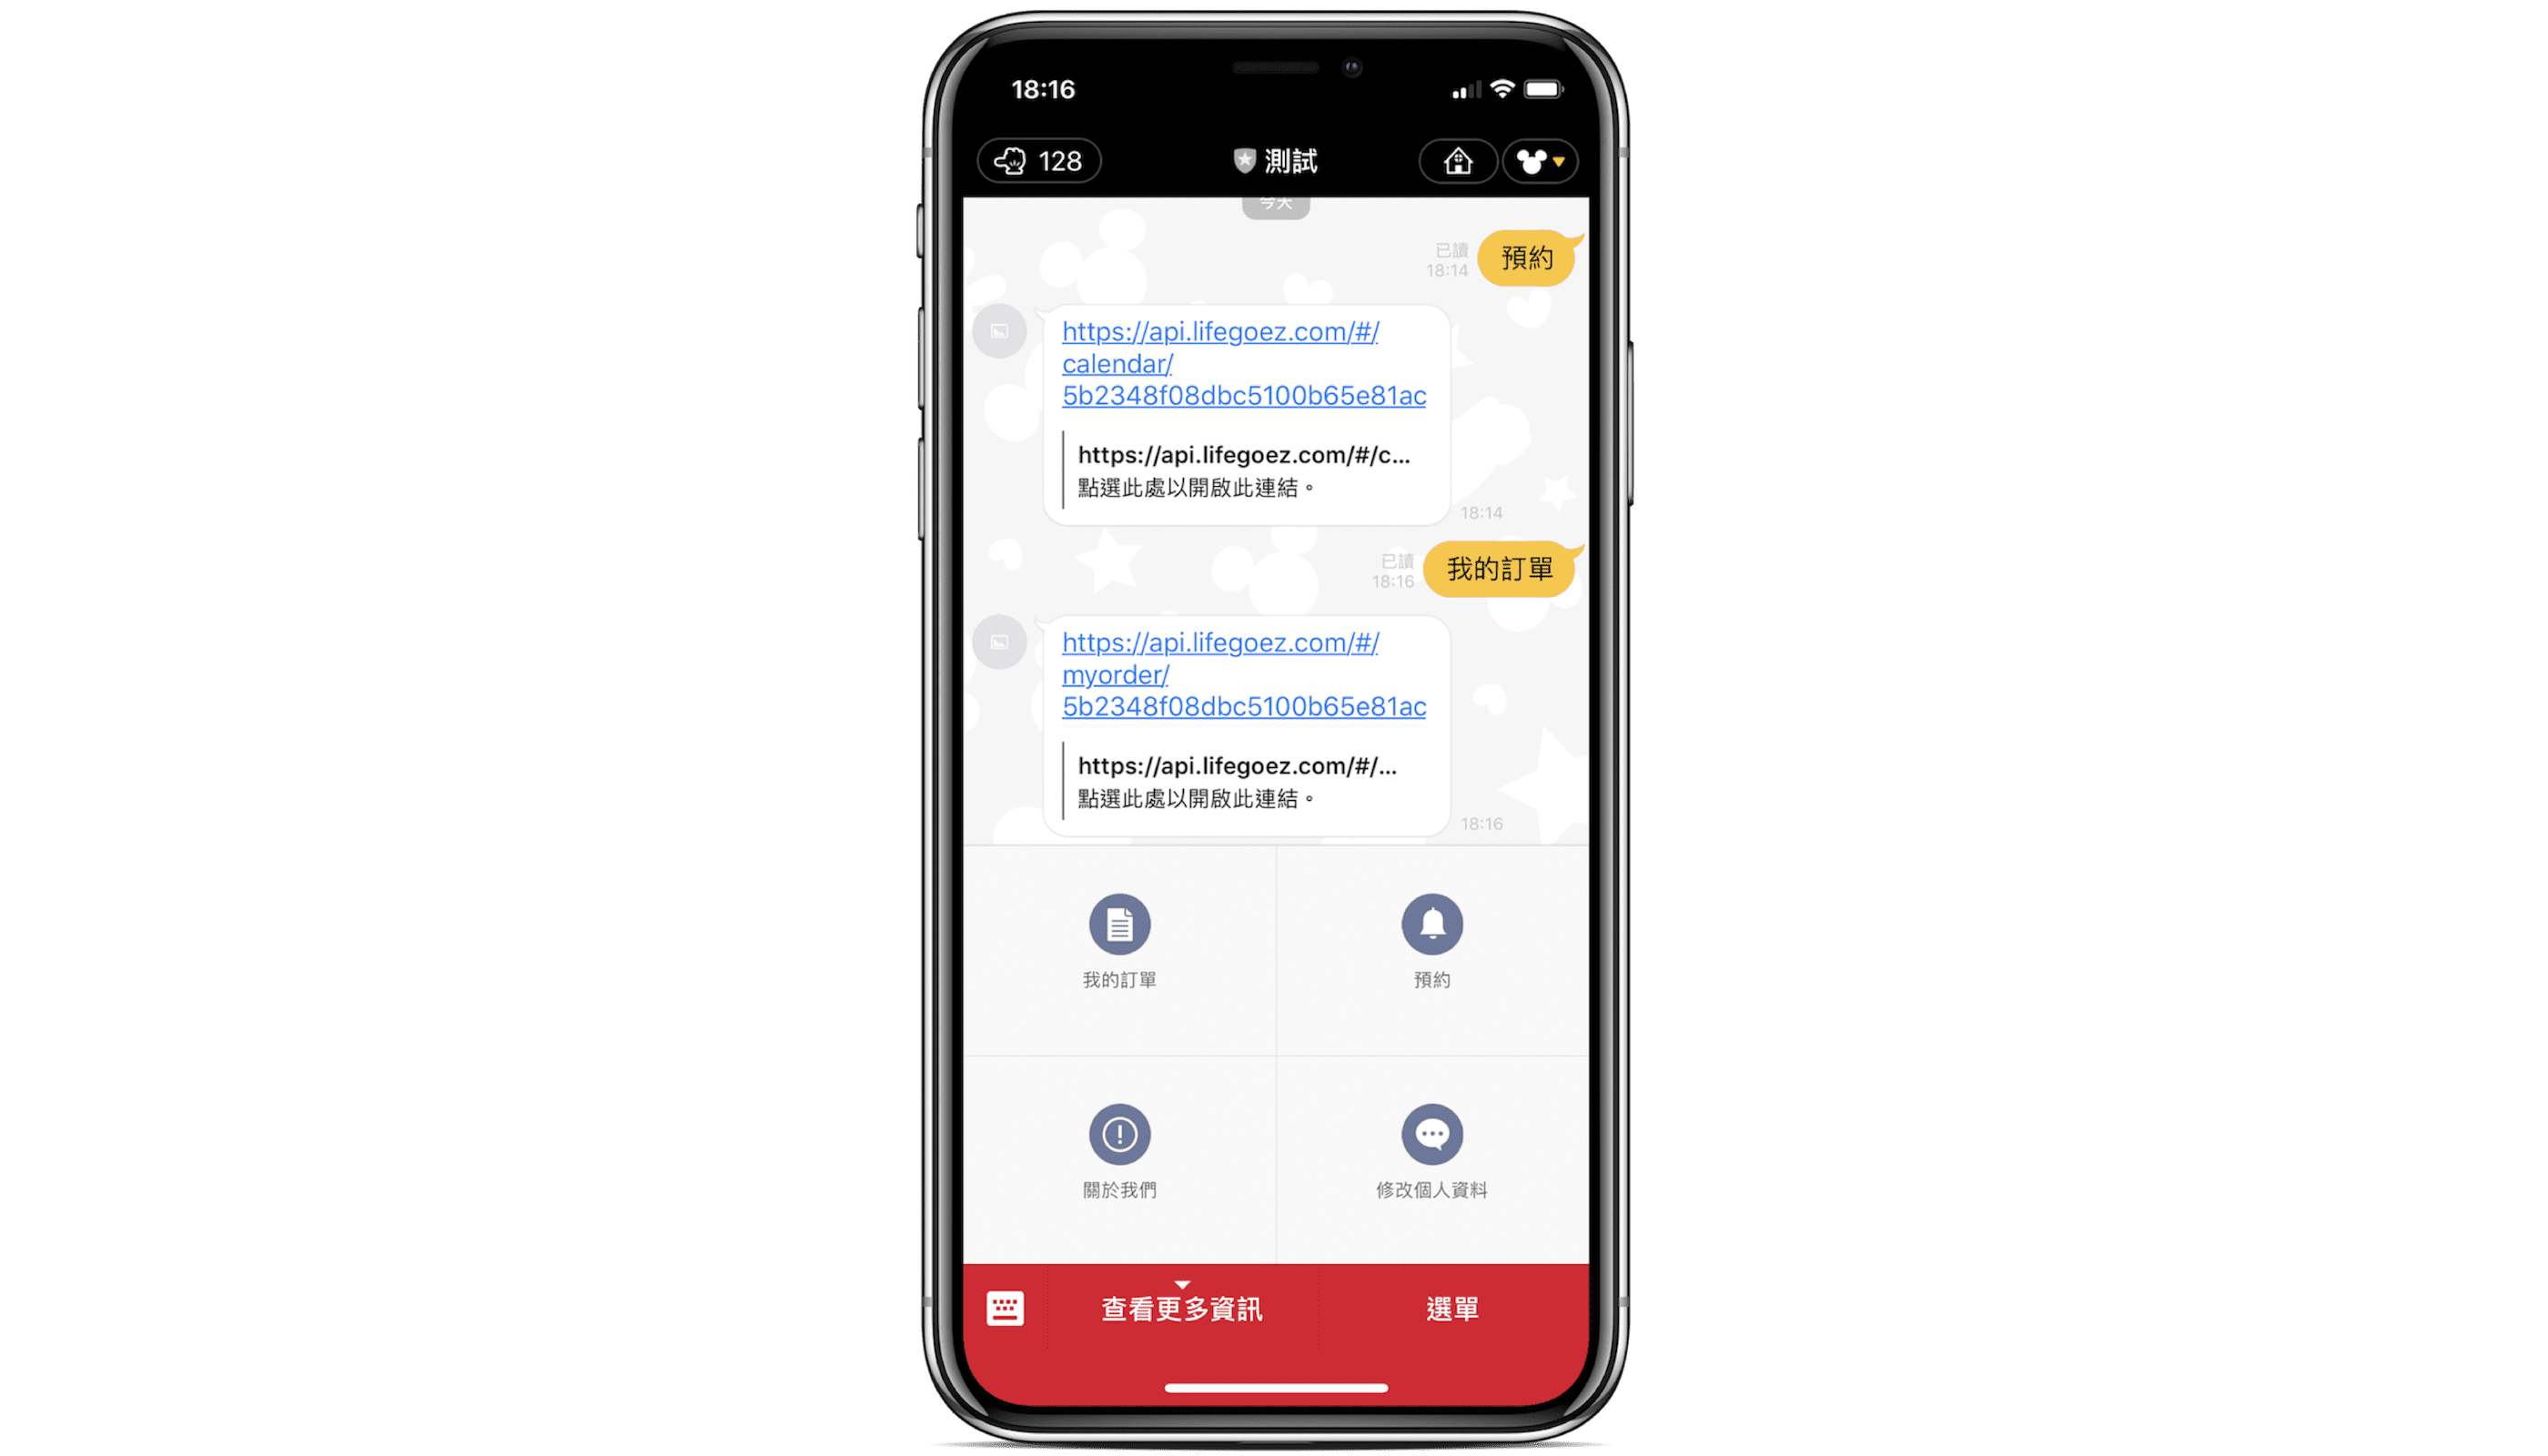 18:16
128
測試
今天
已讀
18:14
預約
https://api.lifegoez.com/#/
calendar/
5b2348f08dbc5100b65e81ac
https://api.lifegoez.com/#/c...
點選此處以開啟此連結。
18:14
已讀
18:16
我的訂單
https://api.lifegoez.com/#/
myorder/
5b2348f08dbc5100b65e81ac
https://api.lifegoez.com/#/...
點選此處以開啟此連結。
18:16
我的訂單
預約
關於我們
修改個人資料
查看更多資訊
選單